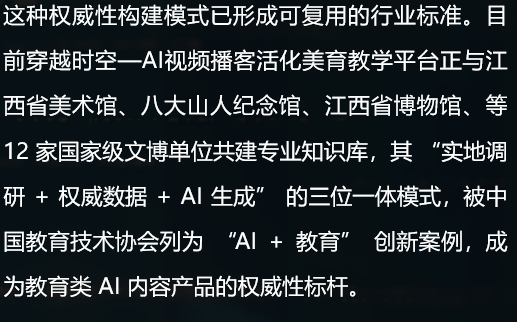 这种权威性构建模式已形成可复用的行业标准。目
前穿越时空—AI视频播客活化美育教学平台正与江
西省美术馆、八大山人纪念馆、江西省博物馆、等
12 家国家级文博单位共建专业知识库，其 “实地调
研 + 权威数据 + AI 生成” 的三位一体模式，被中
国教育技术协会列为 “AI + 教育” 创新案例，成
为教育类 AI 内容产品的权威性标杆。